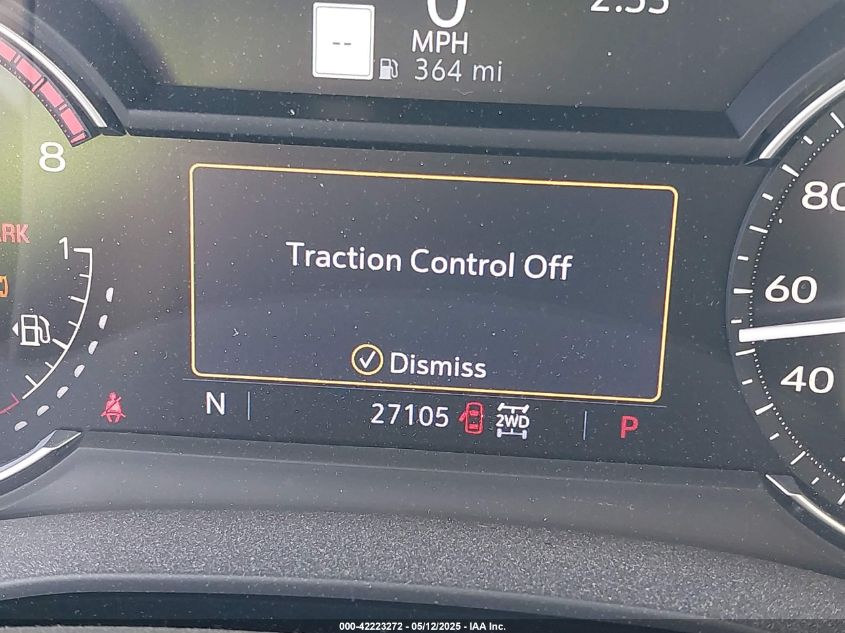 --
0
MPH
364 mi
8
80
1
Traction Control Off
60
Dismiss
40
N
27105
2WD
P
000-42223272 - 05/12/2025 - IAA Inc.